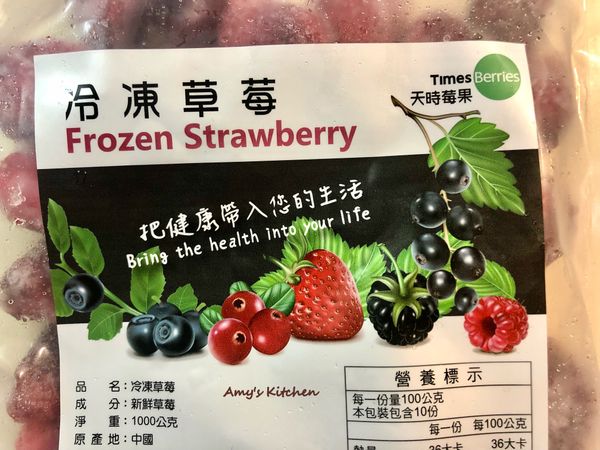 冷凍草莓
Frozen Strawberry
Times Berries
天時莓果
把健康帶入您的生活
Bring the health into your life
Amy's Kitchen
品 名：冷凍草莓
成 分：新鮮草莓
淨 重：1000公克
原產地：中國
營養標示
每一份量100公克
本包裝包含10份
每一份 每100公克
熱量 36大卡 36大卡